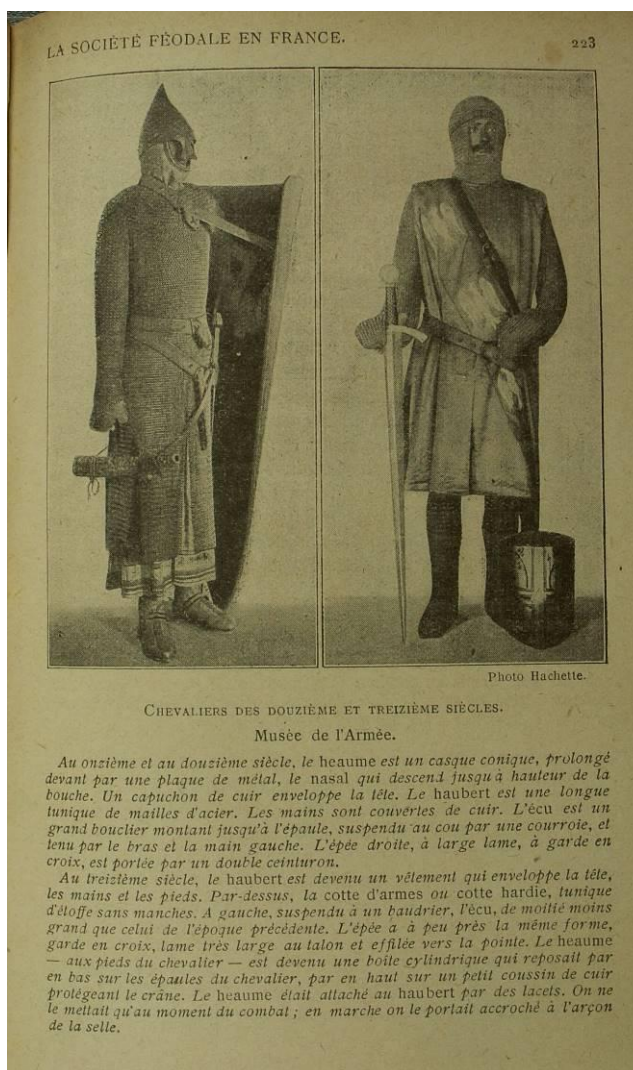 LA SOCIÉTÉ FÉODALE EN FRANCE. 223
Photo Hachette.
CHEVALIERS DES DOUZIÈME ET TREIZIÈME SIÈCLES.
Musée de l'Armée.
Au onzième et au douzième siècle, le heaume est un casque conique, prolongé
devant par une plaque de métal, le nasal qui descend jusqu'à hauteur de la
bouche. Un capuchon de cuir enveloppe la tête. Le haubert est une longue
tunique de mailles d'acier. Les mains sont couvertes de cuir. L'écu est un
grand bouclier montant jusqu'à l'épaule, suspendu au cou par une courroie, et
tenu par le bras et la main gauche. L'épée droite, à large lame, à garde en
croix, est portée par un double ceinturon.
Au treizième siècle, le haubert est devenu un vêtement qui enveloppe la tête,
les mains et les pieds. Par-dessus, la cotte d'armes ou cotte hardie, tunique
d'étoffe sans manches. A gauche, suspendu à un baudrier, l'écu, de moitié moins
grand que celui de l'époque précédente. L'épée a à peu près la même forme,
garde en croix, lame très large au talon et effilée vers la pointe. Le heaume
— aux pieds du chevalier — est devenu une boîte cylindrique qui reposait par
en bas sur les épaules du chevalier, par en haut sur un petit coussin de cuir
protégeant le crâne. Le heaume était attaché au haubert par des lacets. On ne
le mettait qu'au moment du combat ; en marche on le portait accroché à l'arçon
de la selle.